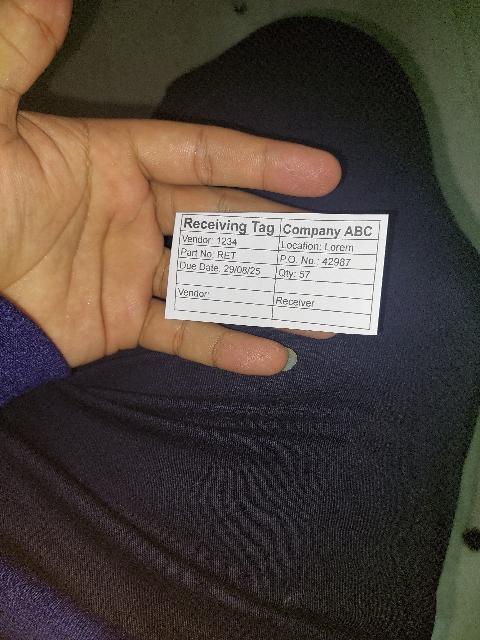 Receiving Tag Company ABC
Vendor: 1234 Location: Lorem
Part No. RET P.O. No.: 42987
Due Date. 29/08/25 Qty: 57
Vendor: Receiver